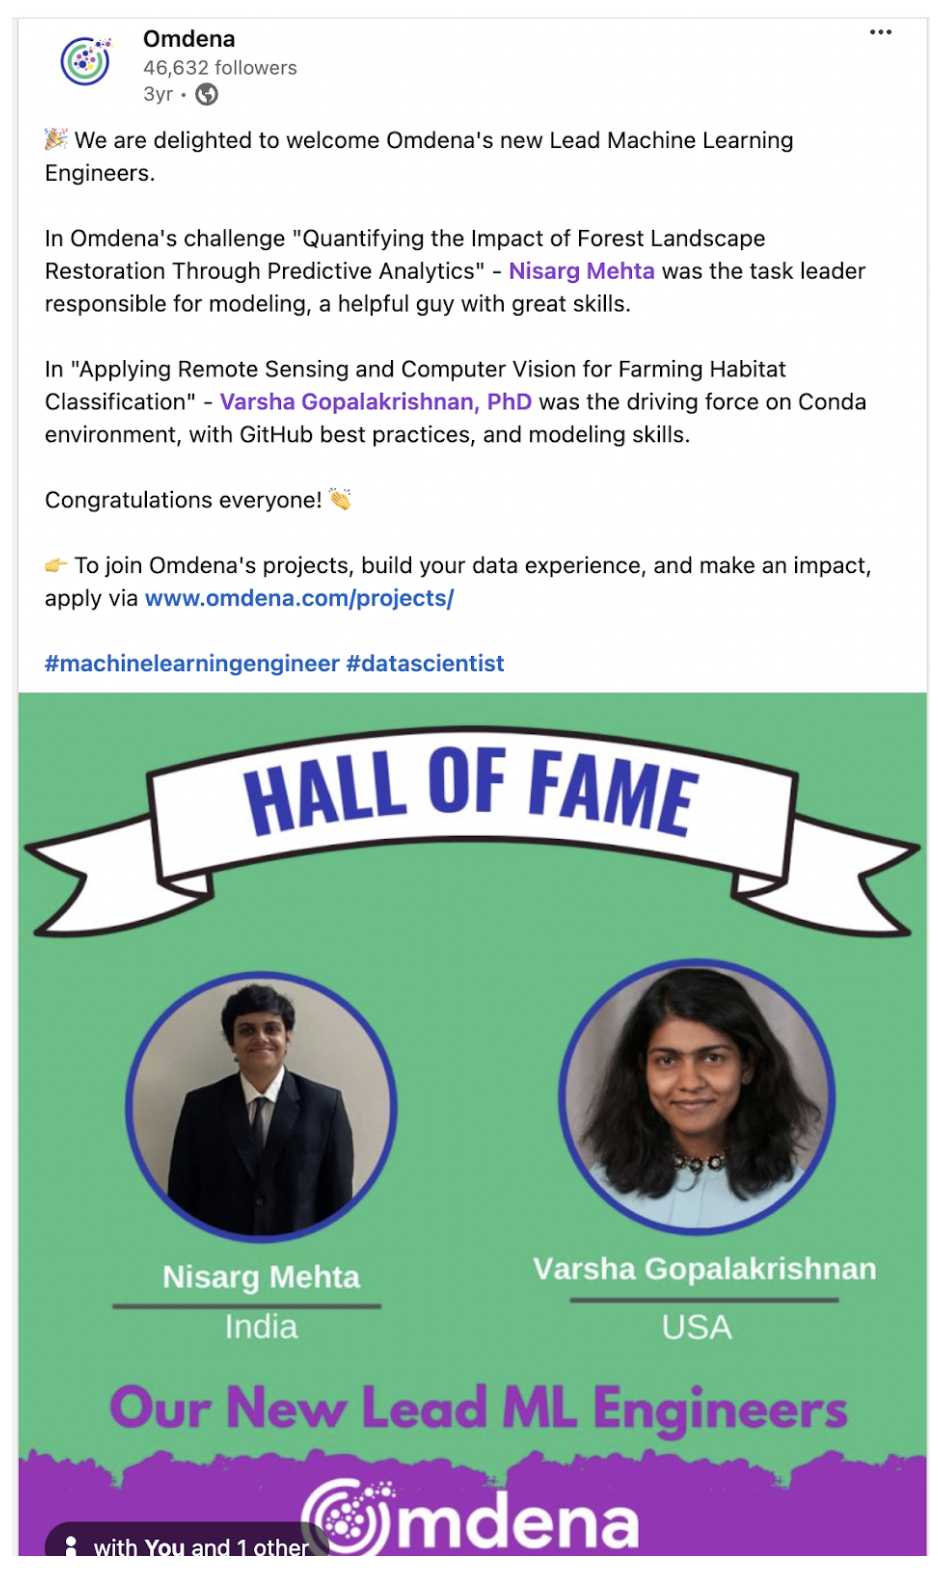 Omdena
46,632 followers
3yr •
🎉 We are delighted to welcome Omdena's new Lead Machine Learning
Engineers.
In Omdena's challenge "Quantifying the Impact of Forest Landscape
Restoration Through Predictive Analytics" - Nisarg Mehta was the task leader
responsible for modeling, a helpful guy with great skills.
In "Applying Remote Sensing and Computer Vision for Farming Habitat
Classification" - Varsha Gopalakrishnan, PhD was the driving force on Conda
environment, with GitHub best practices, and modeling skills.
Congratulations everyone! 👏
👉 To join Omdena's projects, build your data experience, and make an impact,
apply via www.omdena.com/projects/
#machinelearningengineer #datascientist
HALL OF FAME
Nisarg Mehta
India
Varsha Gopalakrishnan
USA
Our New Lead ML Engineers
Omdena
with You and 1 other